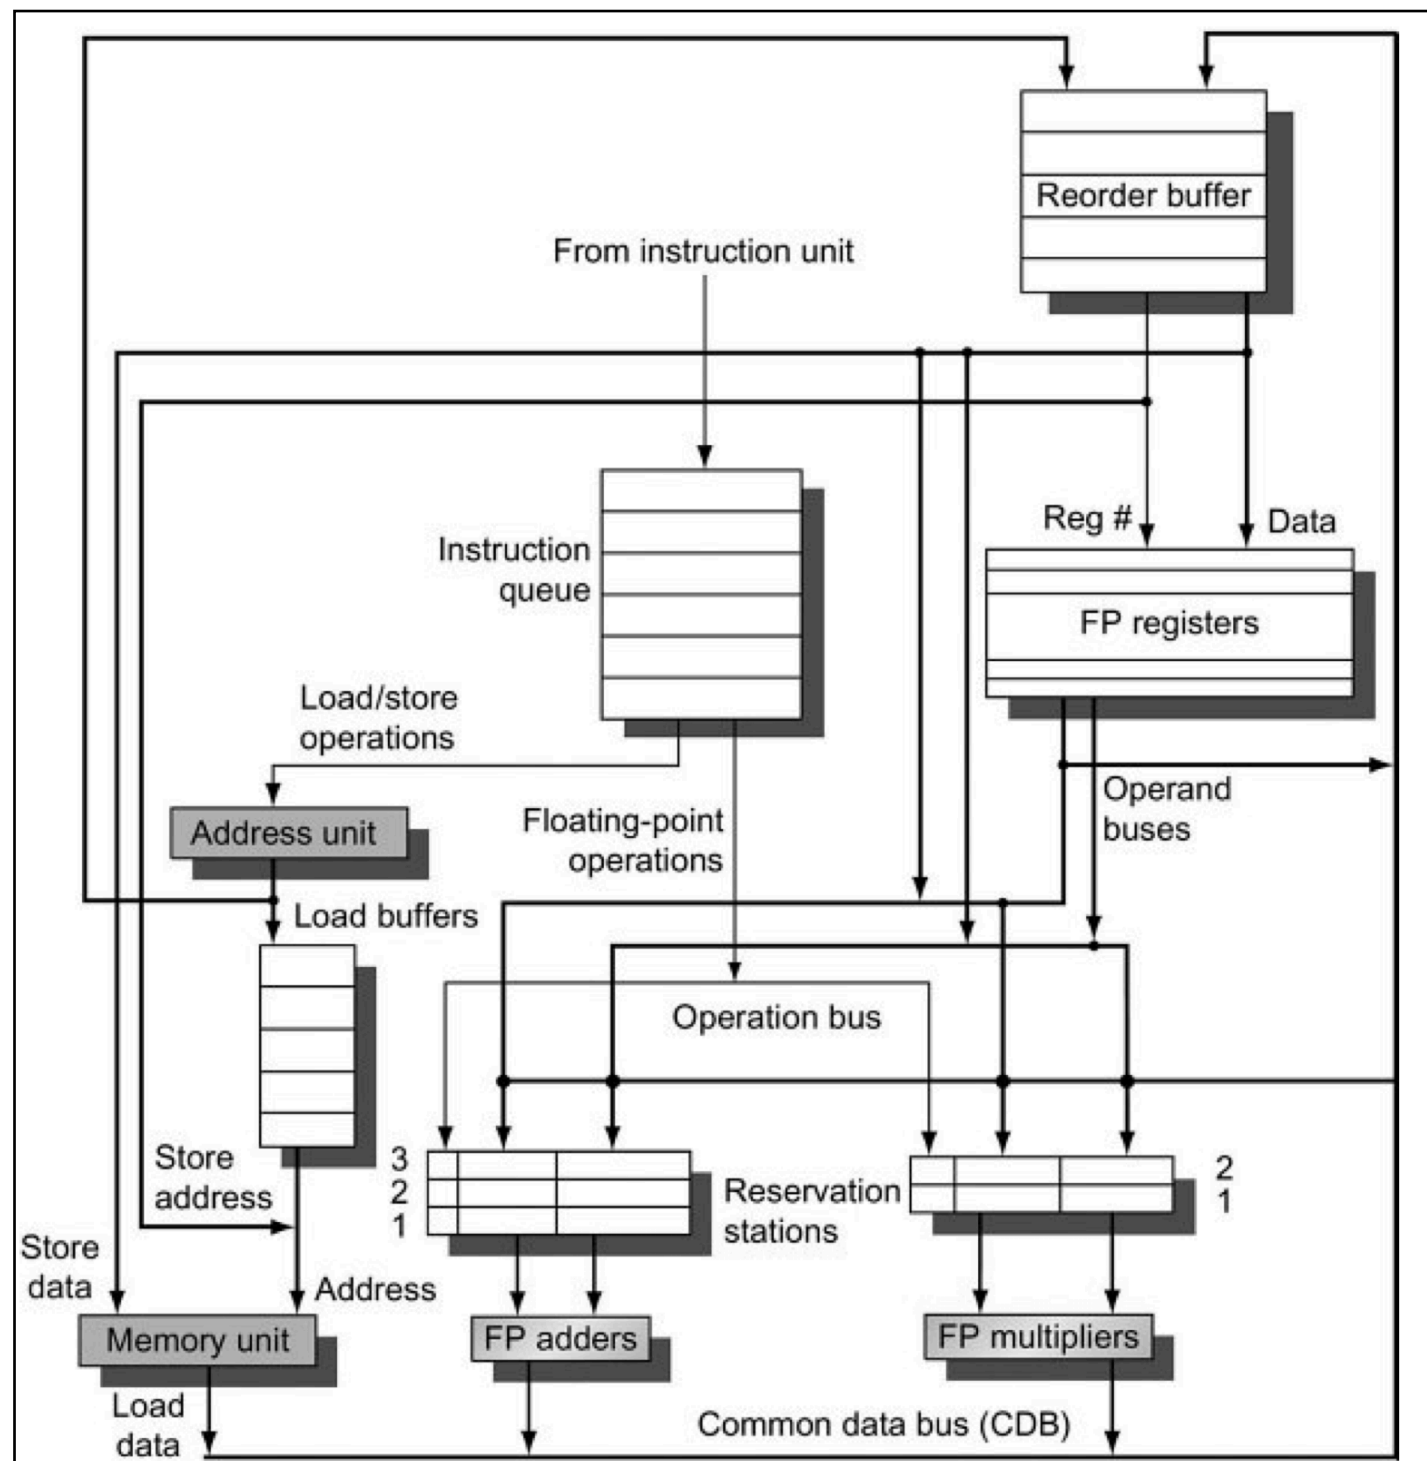 Reorder buffer
From instruction unit
Reg #
Data
Instruction
queue
FP registers
Load/store
operations
Operand
buses
Address unit
Floating-point
operations
Load buffers
Operation bus
Store
address
3
2
1
Reservation
stations
2
1
Store
data
Address
Memory unit
FP adders
FP multipliers
Load
data
Common data bus (CDB)